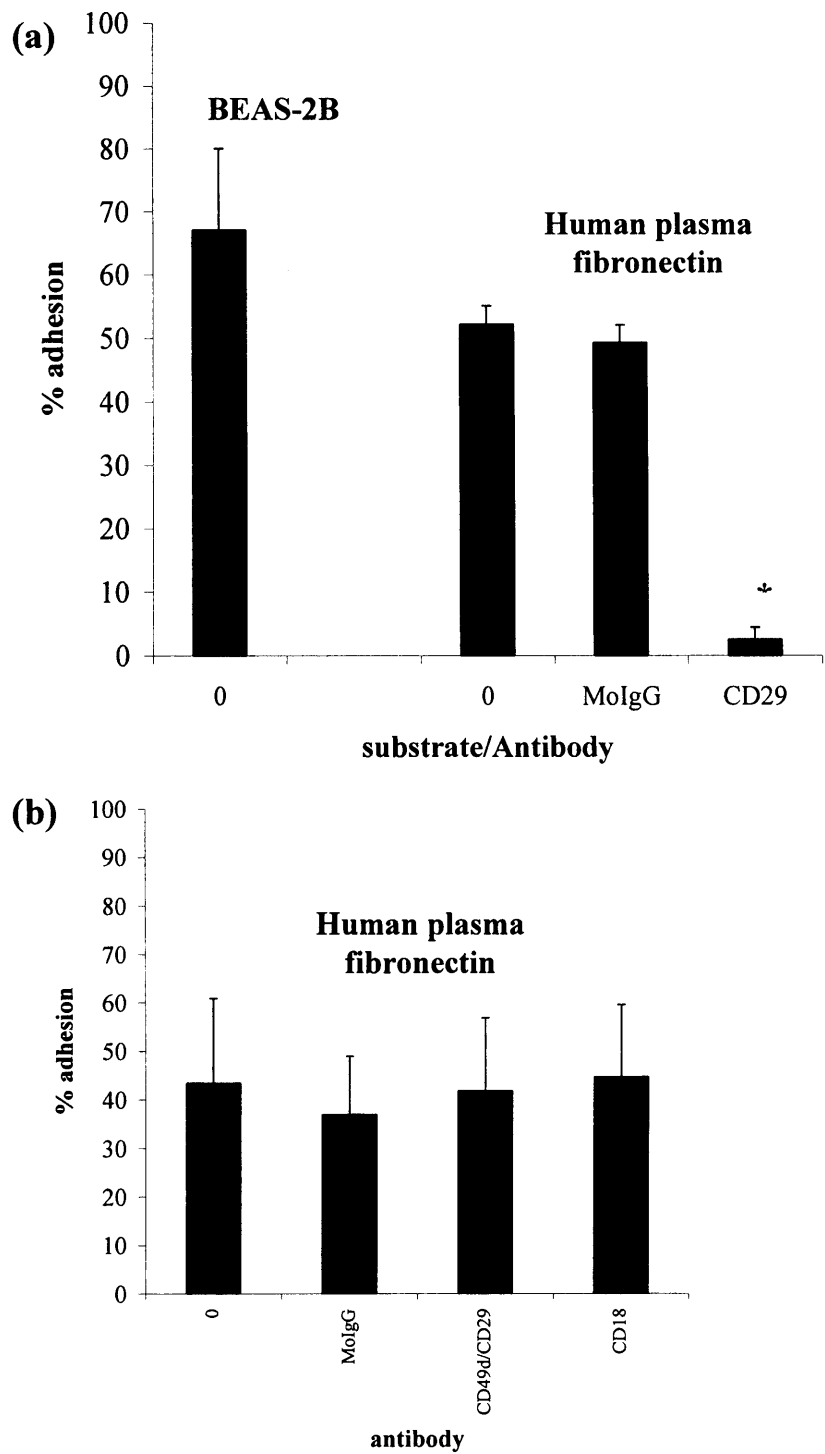 (a)
100
90
80
70
60
50
40
30
20
10
0
% adhesion
BEAS-2B
Human plasma
fibronectin
*
0
0 MoIgG CD29
substrate/Antibody
(b)
100
90
80
70
60
50
40
30
20
10
0
% adhesion
Human plasma
fibronectin
0
MoIgG
CD49d/CD29
CD18
antibody